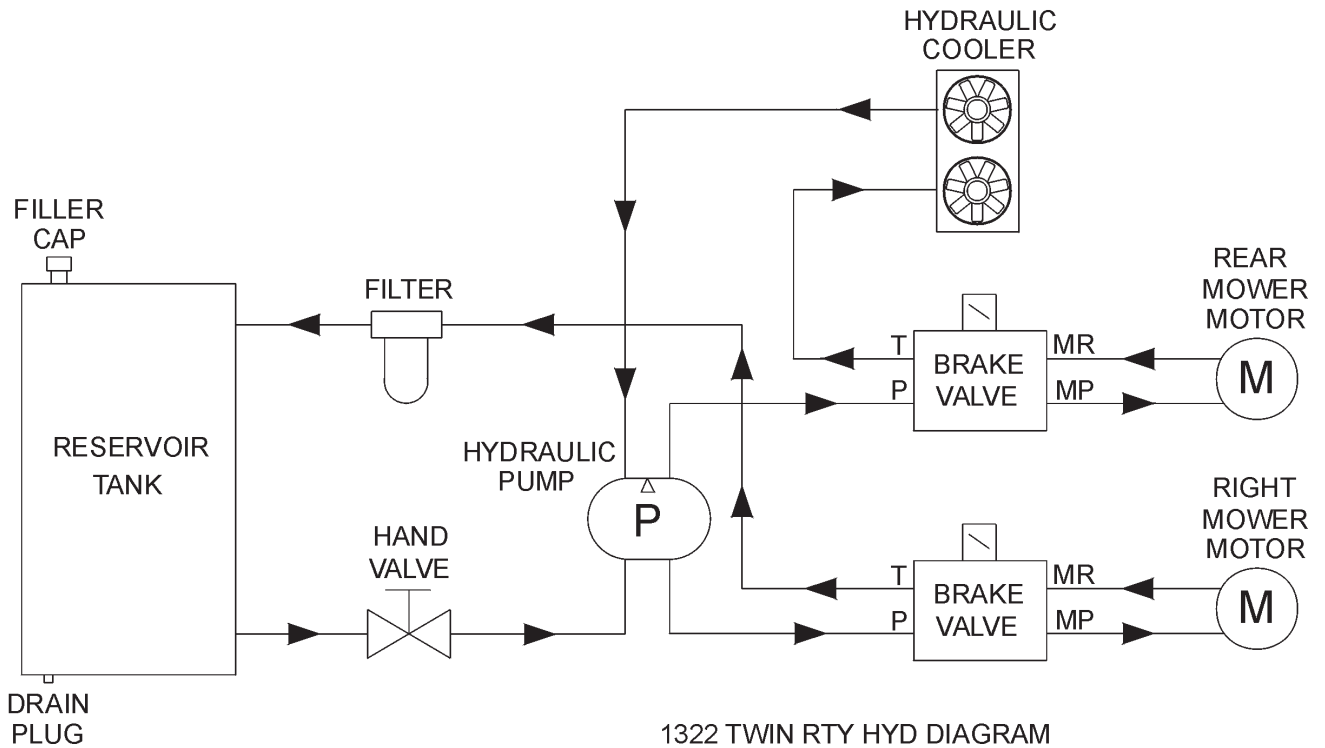 HYDRAULIC
COOLER
FILLER
CAP
FILTER
REAR
MOWER
MOTOR
T
BRAKE
VALVE
MR
P
MP
M
RESERVOIR
TANK
HYDRAULIC
PUMP
P
HAND
VALVE
RIGHT
MOWER
MOTOR
T
BRAKE
VALVE
MR
P
MP
M
DRAIN
PLUG
1322 TWIN RTY HYD DIAGRAM